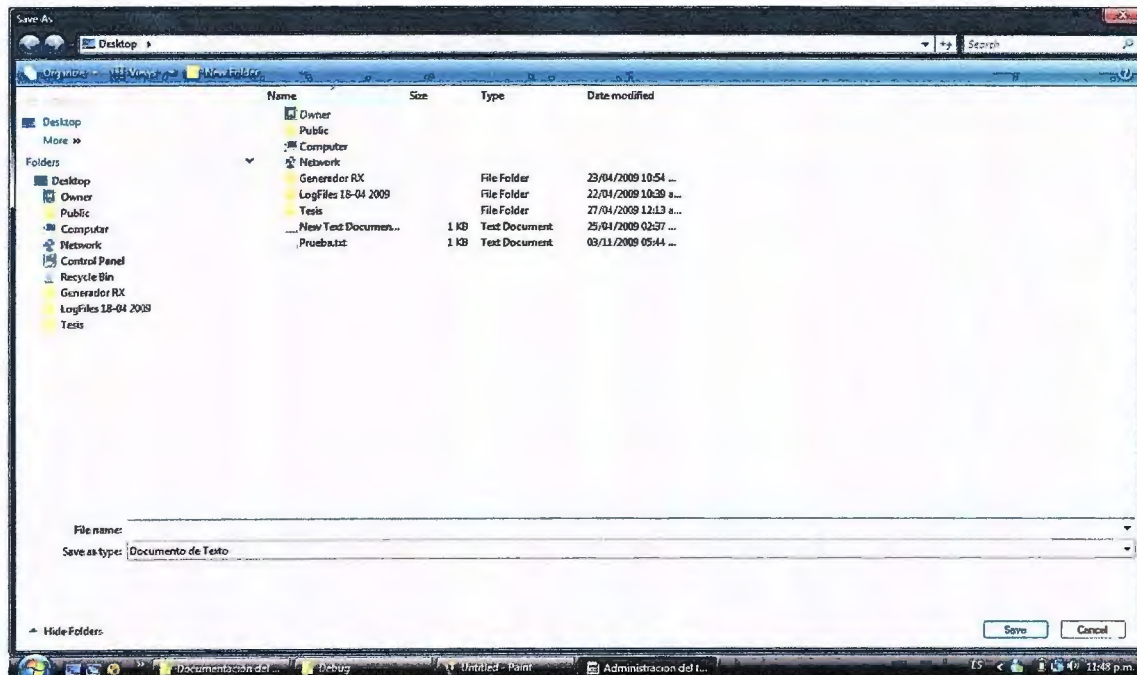 Save As
Desktop
Search
Organize Views New Folder
Name Size Type Date modified
Desktop
More »
Folders
Desktop
Owner
Public
Computer
Network
Control Panel
Recycle Bin
Generador RX
LogFiles 18-04 2009
Tesis
Owner
Public
Computer
Network
Generador RX File Folder 23/04/2009 10:54 ...
LogFiles 18-04 2009 File Folder 22/04/2009 10:39 a...
Tesis File Folder 27/04/2009 12:13 a...
New Text Documen... 1 KB Text Document 25/04/2009 02:37 ...
Prueba.txt 1 KB Text Document 03/11/2009 05:44 ...
File name:
Save as type: Documento de Texto
Hide Folders
Save Cancel
Documentación del ... Debug Untitled - Paint Administracion del t... ES 11:48 p.m.